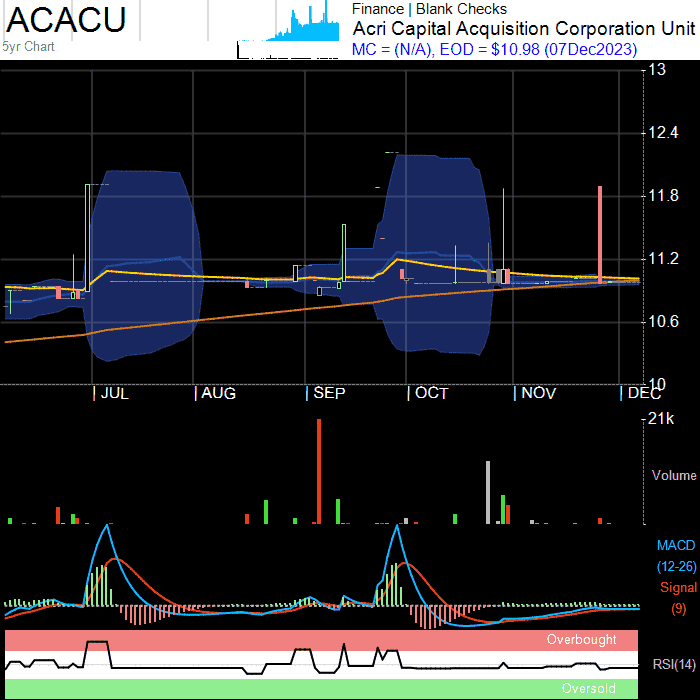 ACACU
5yr Chart
Finance | Blank Checks
Acri Capital Acquisition Corporation Unit
MC = (N/A), EOD = $10.98 (07Dec2023)
13
12.4
11.8
11.2
10.6
10
JUL
AUG
SEP
OCT
NOV
DEC
21k
Volume
MACD
(12-26)
Signal
(9)
Overbought
RSI(14)
Oversold